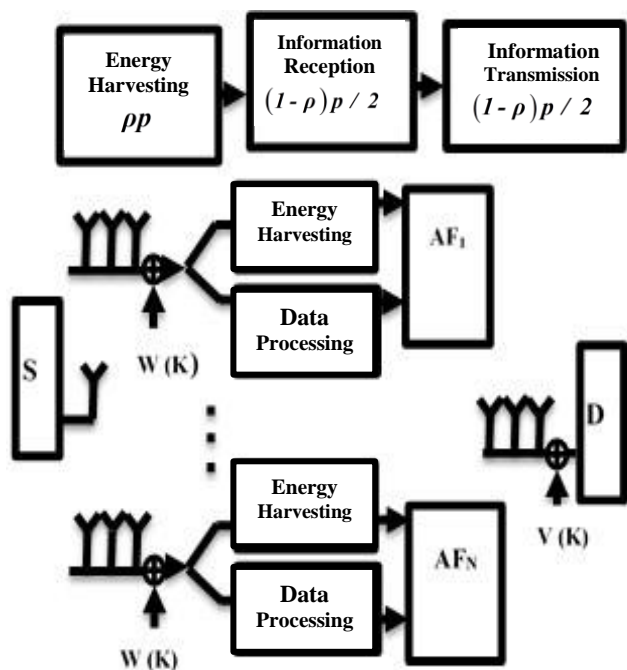 Energy
Harvesting
ρp
Information
Reception
(1 - ρ) p / 2
Information
Transmission
(1 - ρ) p / 2
Energy
Harvesting
AF₁
Data
Processing
W (K)
S
D
Energy
Harvesting
V (K)
AF_N
Data
Processing
W (K)